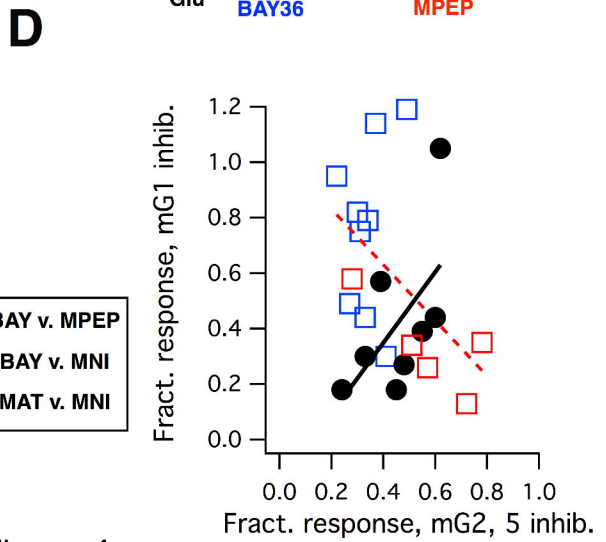 Glu
BAY36
MPEP
D
Fract. response, mG1 inhib.
1.2
1.0
0.8
0.6
0.4
0.2
0.0
0.0 0.2 0.4 0.6 0.8 1.0
Fract. response, mG2, 5 inhib.
BAY v. MPEP
BAY v. MNI
MAT v. MNI